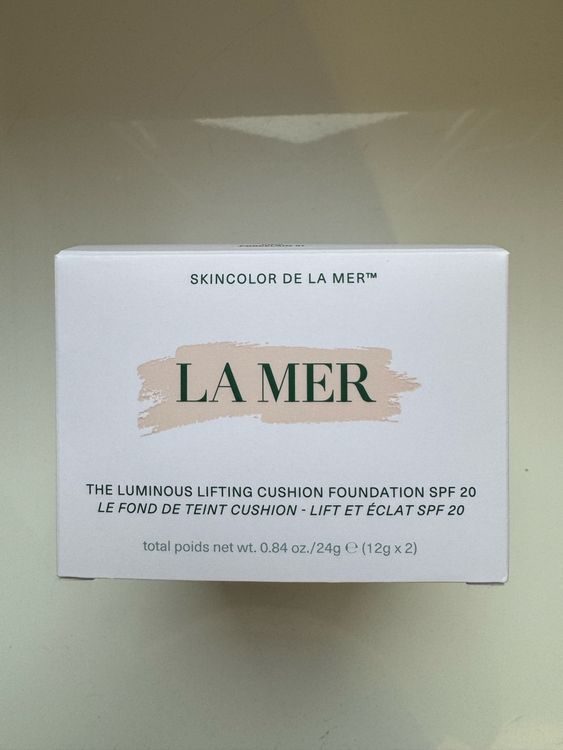 SKINCOLOR DE LA MER™
LA MER
THE LUMINOUS LIFTING CUSHION FOUNDATION SPF 20
LE FOND DE TEINT CUSHION - LIFT ET ÉCLAT SPF 20
total poids net wt. 0.84 oz./24g ℮ (12g x 2)